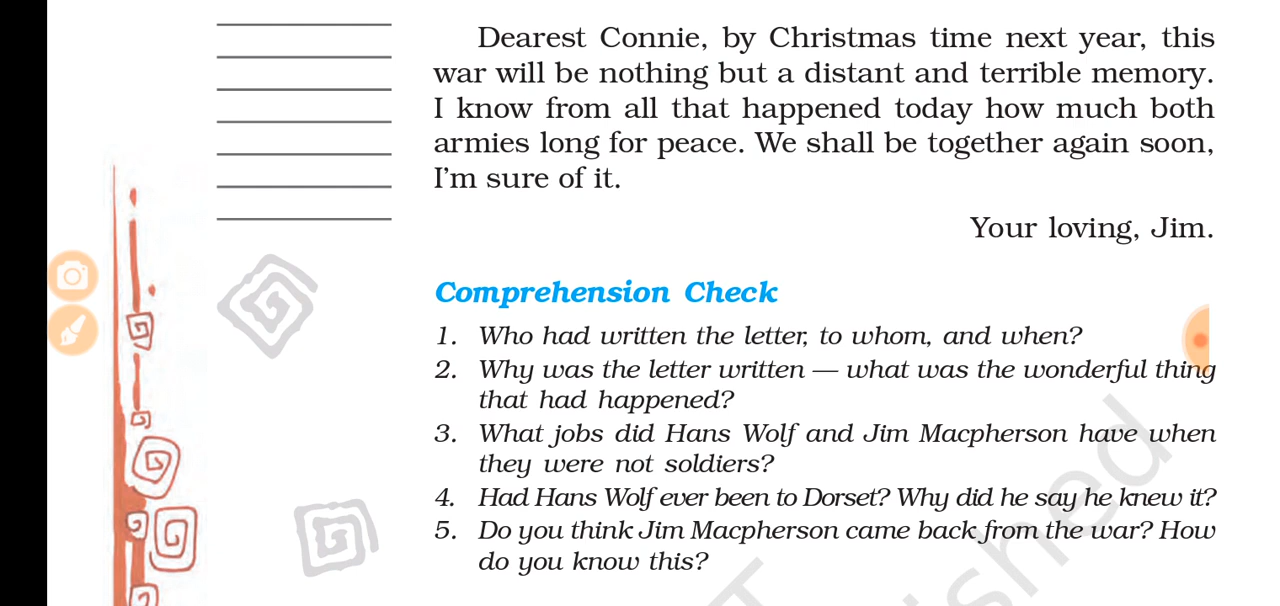 Dearest Connie, by Christmas time next year, this
war will be nothing but a distant and terrible memory.
I know from all that happened today how much both
armies long for peace. We shall be together again soon,
I'm sure of it.
Your loving, Jim.
Comprehension Check
1. Who had written the letter, to whom, and when?
2. Why was the letter written — what was the wonderful thing
that had happened?
3. What jobs did Hans Wolf and Jim Macpherson have when
they were not soldiers?
4. Had Hans Wolf ever been to Dorset? Why did he say he knew it?
5. Do you think Jim Macpherson came back from the war? How
do you know this?